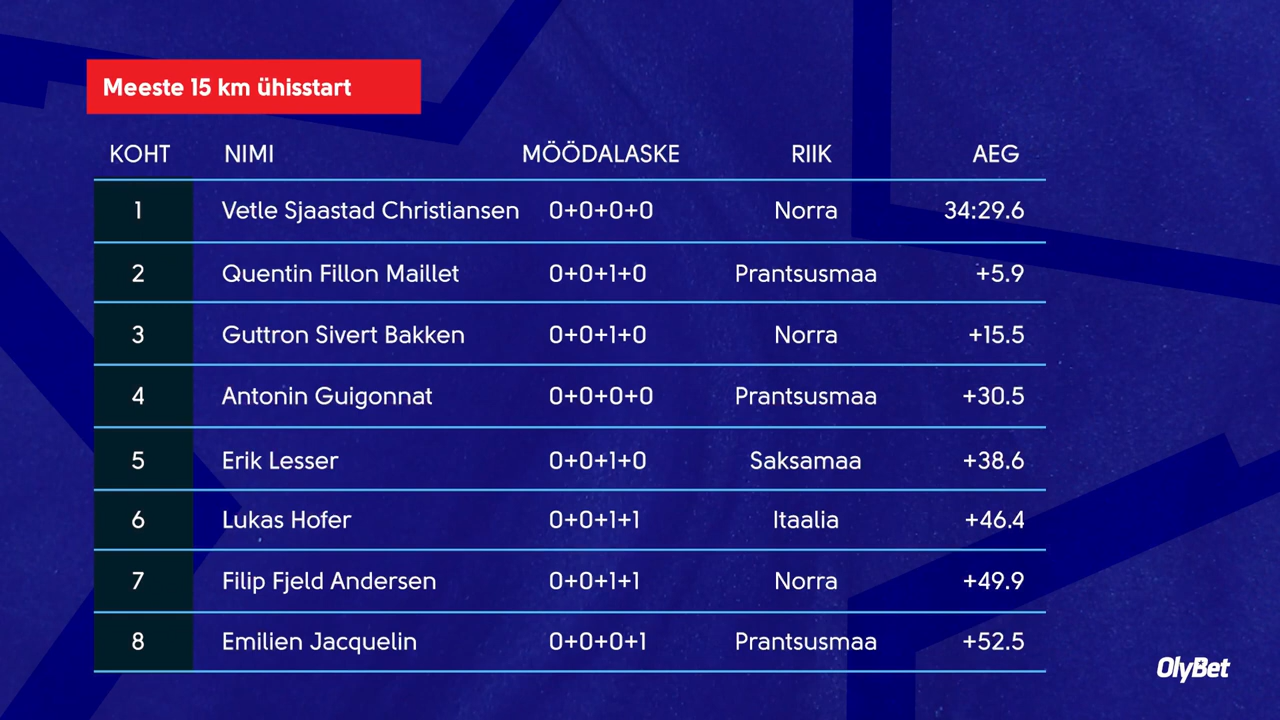 Meeste 15 km ühisstart
KOHT NIMI MÖÖDALASKE RIIK AEG
1 Vetle Sjaastad Christiansen 0+0+0+0 Norra 34:29.6
2 Quentin Fillon Maillet 0+0+1+0 Prantsusmaa +5.9
3 Guttron Sivert Bakken 0+0+1+0 Norra +15.5
4 Antonin Guigonnat 0+0+0+0 Prantsusmaa +30.5
5 Erik Lesser 0+0+1+0 Saksamaa +38.6
6 Lukas Hofer 0+0+1+1 Itaalia +46.4
7 Filip Fjeld Andersen 0+0+1+1 Norra +49.9
8 Emilien Jacquelin 0+0+0+1 Prantsusmaa +52.5
OlyBet